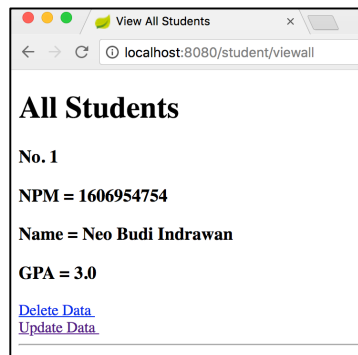 View All Students
localhost:8080/student/viewall
All Students
No. 1
NPM = 1606954754
Name = Neo Budi Indrawan
GPA = 3.0
Delete Data
Update Data